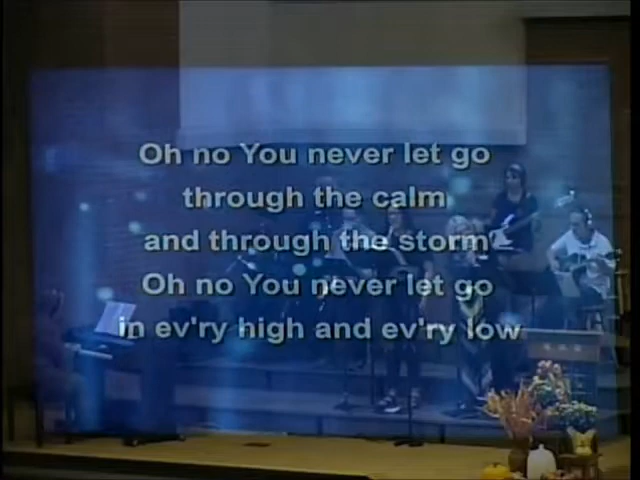 Oh no You never let go
through the calm
and through the storm
Oh no You never let go
in ev'ry high and ev'ry low